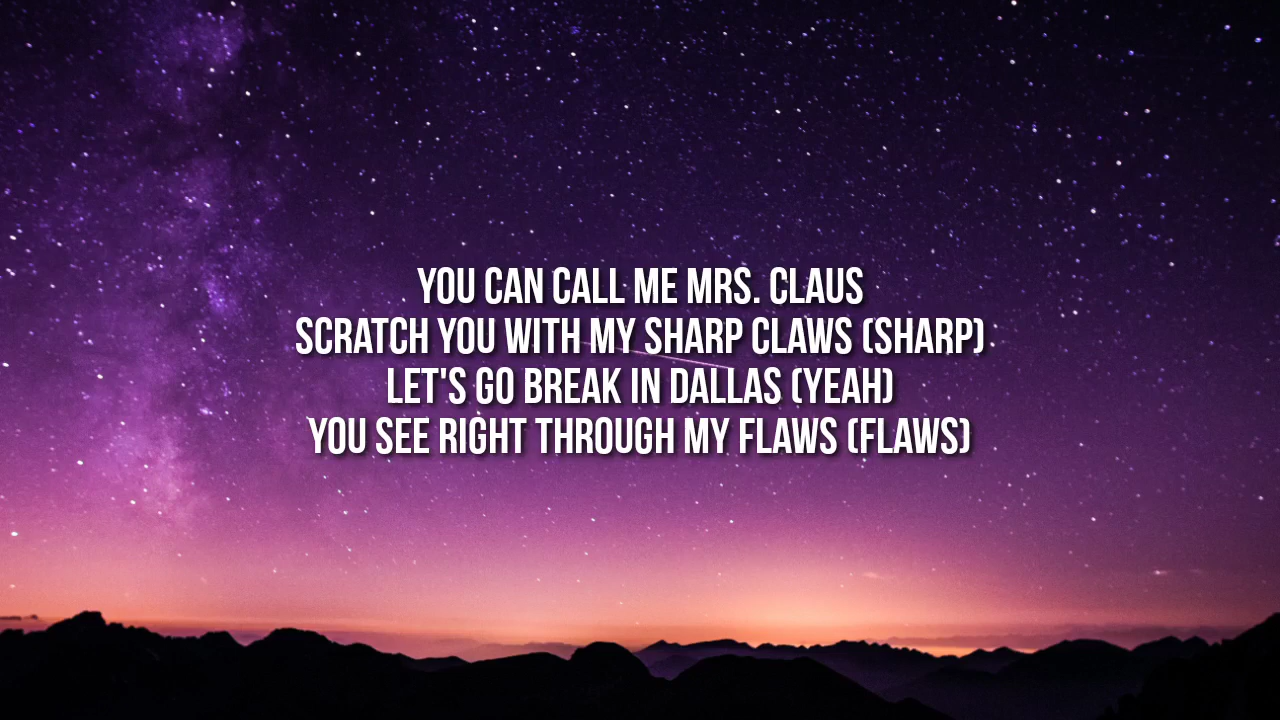 YOU CAN CALL ME MRS. CLAUS
SCRATCH YOU WITH MY SHARP CLAWS (SHARP)
LET'S GO BREAK IN DALLAS (YEAH)
YOU SEE RIGHT THROUGH MY FLAWS (FLAWS)